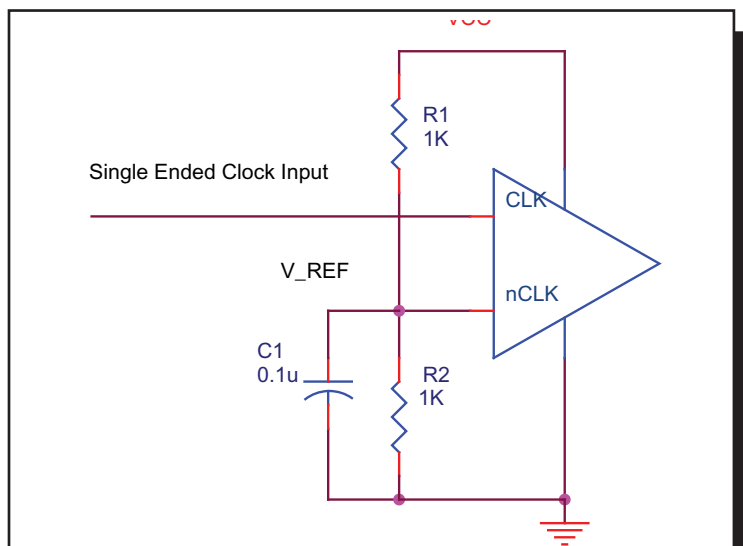 R1
1K
Single Ended Clock Input
CLK
V_REF
nCLK
C1
0.1u
R2
1K